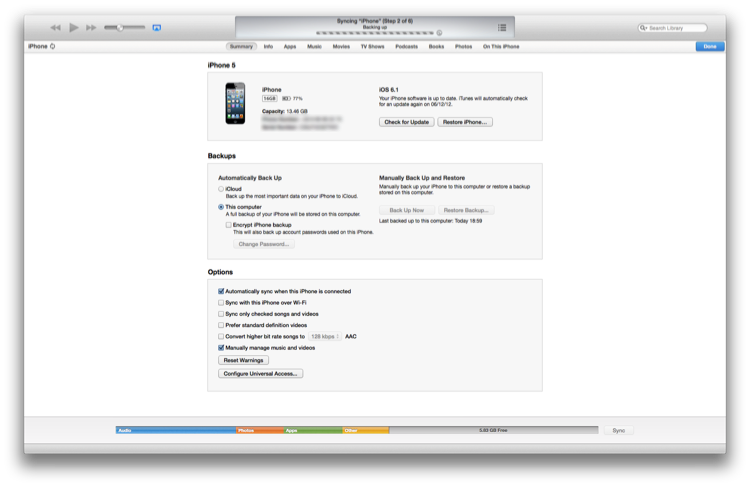 Syncing "iPhone" (Step 3 of 6)
Backing up
Search Library
iPhone
Summary Info Apps Music Movies TV Shows Podcasts Books Photos On This iPhone
Done
iPhone 5
iPhone
16GB 77%
Capacity: 13.46 GB
iOS 6.1
Your iPhone software is up to date. iTunes will automatically check
for an update again on 06/12/12.
Check for Update Restore iPhone...
Backups
Automatically Back Up
iCloud
Back up the most important data on your iPhone to iCloud.
This computer
A full backup of your iPhone will be stored on this computer.
Encrypt iPhone backup
This will also back up account passwords used on this iPhone.
Change Password...
Manually Back Up and Restore
Manually back up your iPhone to this computer or restore a backup
stored on this computer.
Back Up Now Restore Backup...
Last backed up to this computer: Today 18:59
Options
Automatically sync when this iPhone is connected
Sync with this iPhone over Wi-Fi
Sync only checked songs and videos
Prefer standard definition videos
Convert higher bit rate songs to 128 kbps AAC
Manually manage music and videos
Reset Warnings
Configure Universal Access...
Audio Photos Apps Other 5.63 GB Free Sync